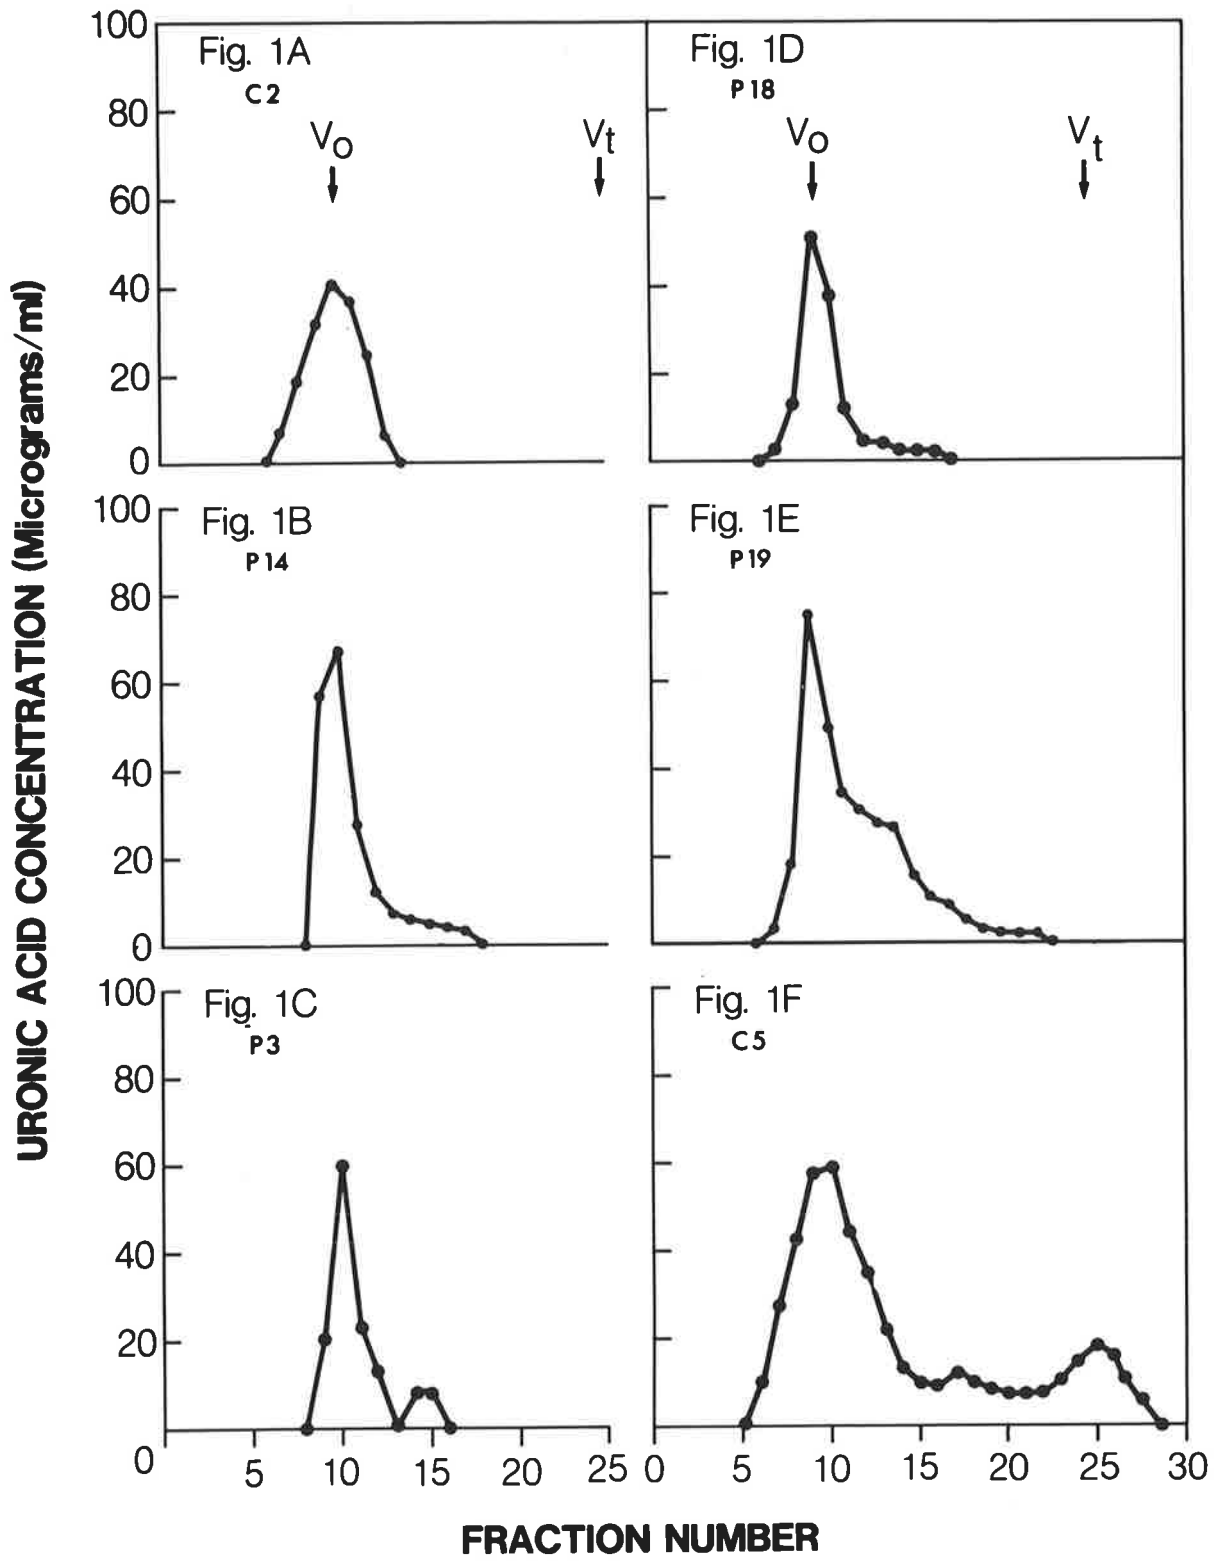 URONIC ACID CONCENTRATION (Micrograms/ml)
100
80
60
40
20
0
Fig. 1A
C2
Vo
Vt
Fig. 1D
P18
Vo
Vt
100
80
60
40
20
0
Fig. 1B
P14
Fig. 1E
P19
100
80
60
40
20
0
Fig. 1C
P3
Fig. 1F
C5
5 10 15 20 25 0 5 10 15 20 25 30
FRACTION NUMBER